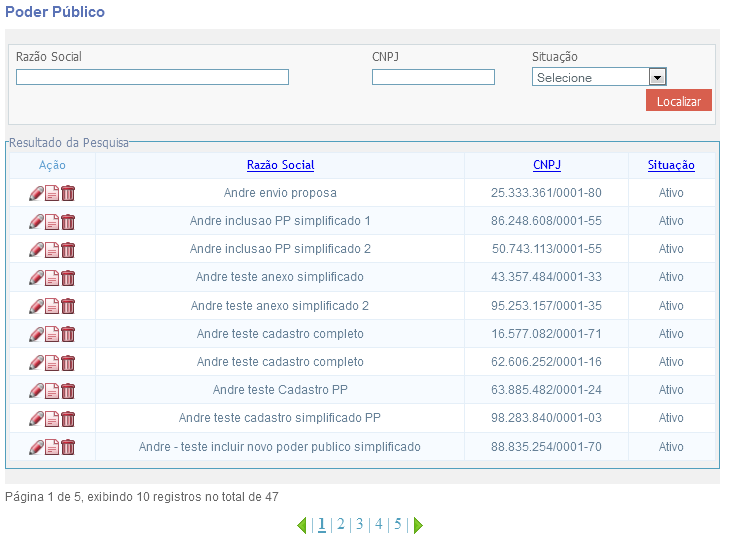 Poder Público
Razão Social CNPJ Situação
Selecione
Localizar
Resultado da Pesquisa
Ação Razão Social CNPJ Situação
Andre envio proposa 25.333.361/0001-80 Ativo
Andre inclusao PP simplificado 1 86.248.608/0001-55 Ativo
Andre inclusao PP simplificado 2 50.743.113/0001-55 Ativo
Andre teste anexo simplificado 43.357.484/0001-33 Ativo
Andre teste anexo simplificado 2 95.253.157/0001-35 Ativo
Andre teste cadastro completo 16.577.082/0001-71 Ativo
Andre teste cadastro completo 62.606.252/0001-16 Ativo
Andre teste Cadastro PP 63.885.482/0001-24 Ativo
Andre teste cadastro simplificado PP 98.283.840/0001-03 Ativo
Andre - teste incluir novo poder publico simplificado 88.835.254/0001-70 Ativo
Página 1 de 5, exibindo 10 registros no total de 47
| 1 | 2 | 3 | 4 | 5 |